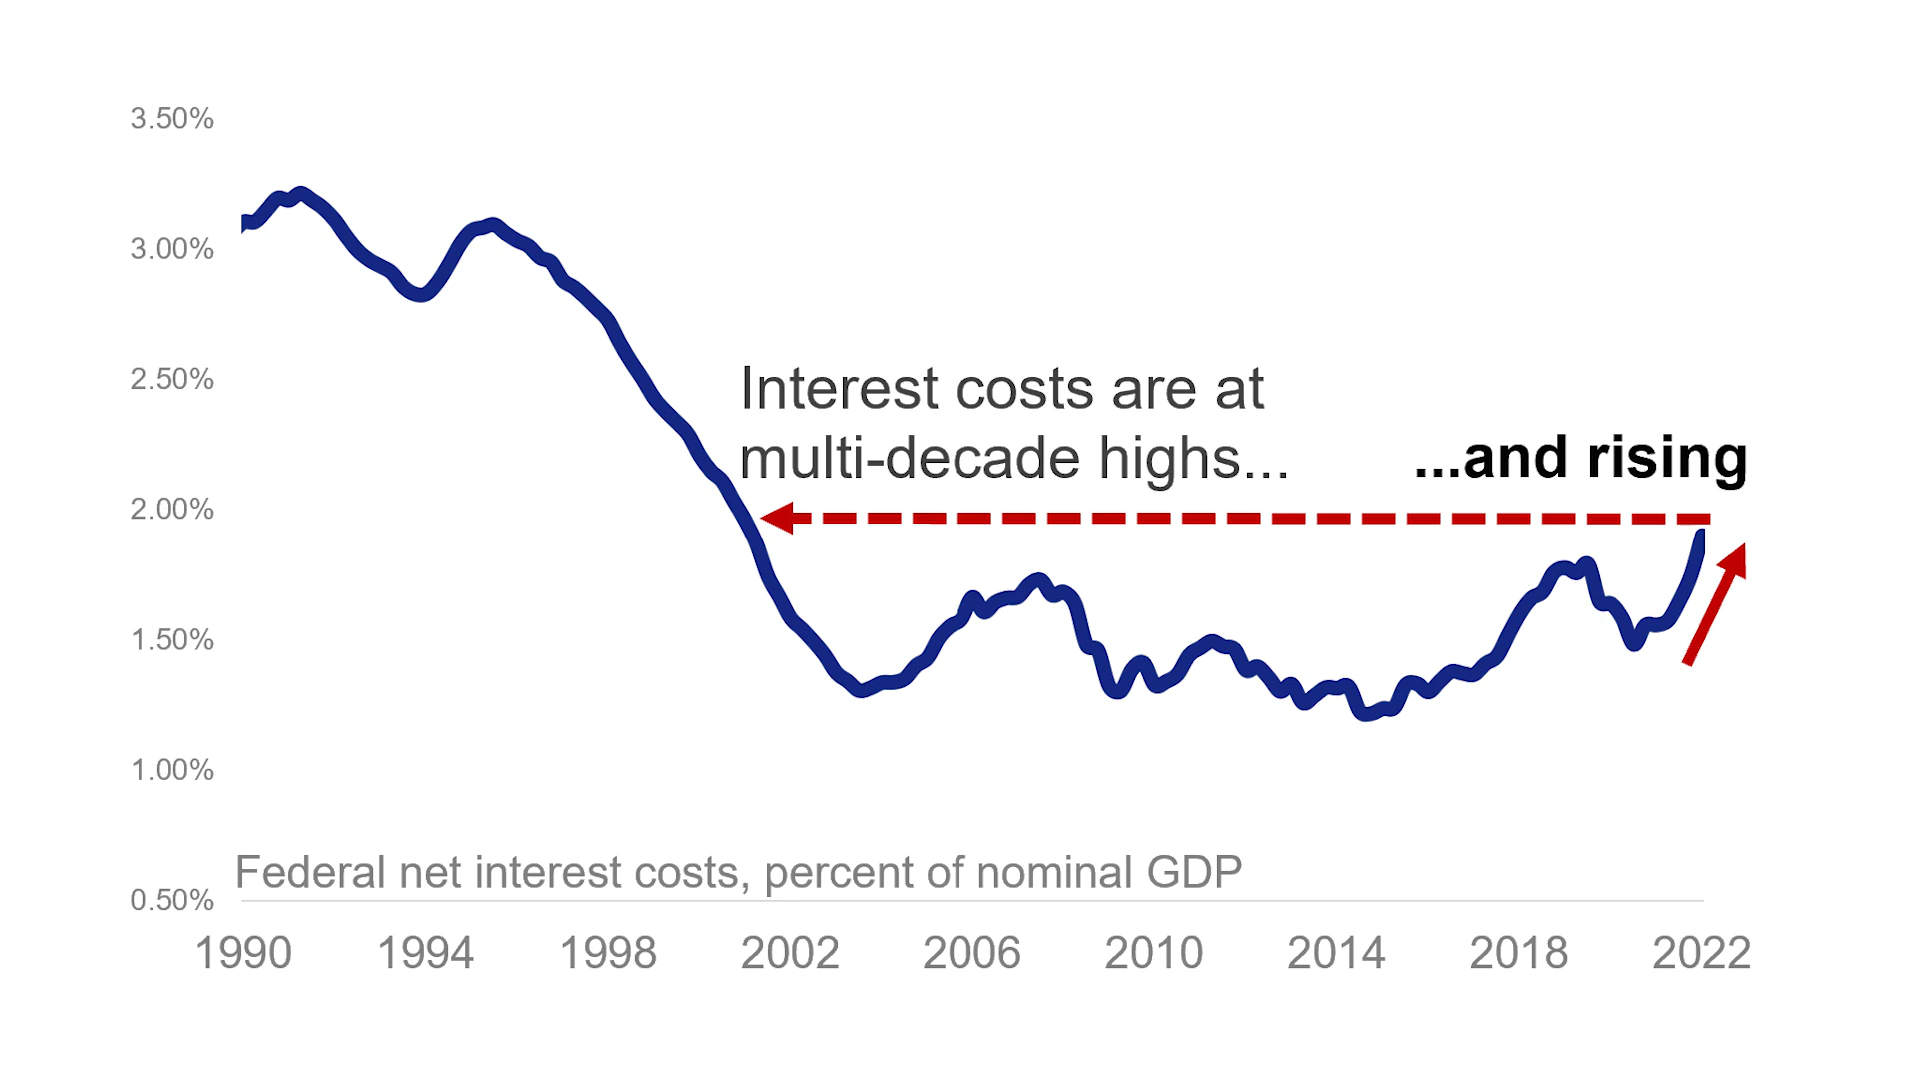 3.50%
3.00%
2.50%
2.00%
1.50%
1.00%
0.50%
Interest costs are at
multi-decade highs...
...and rising
Federal net interest costs, percent of nominal GDP
1990 1994 1998 2002 2006 2010 2014 2018 2022